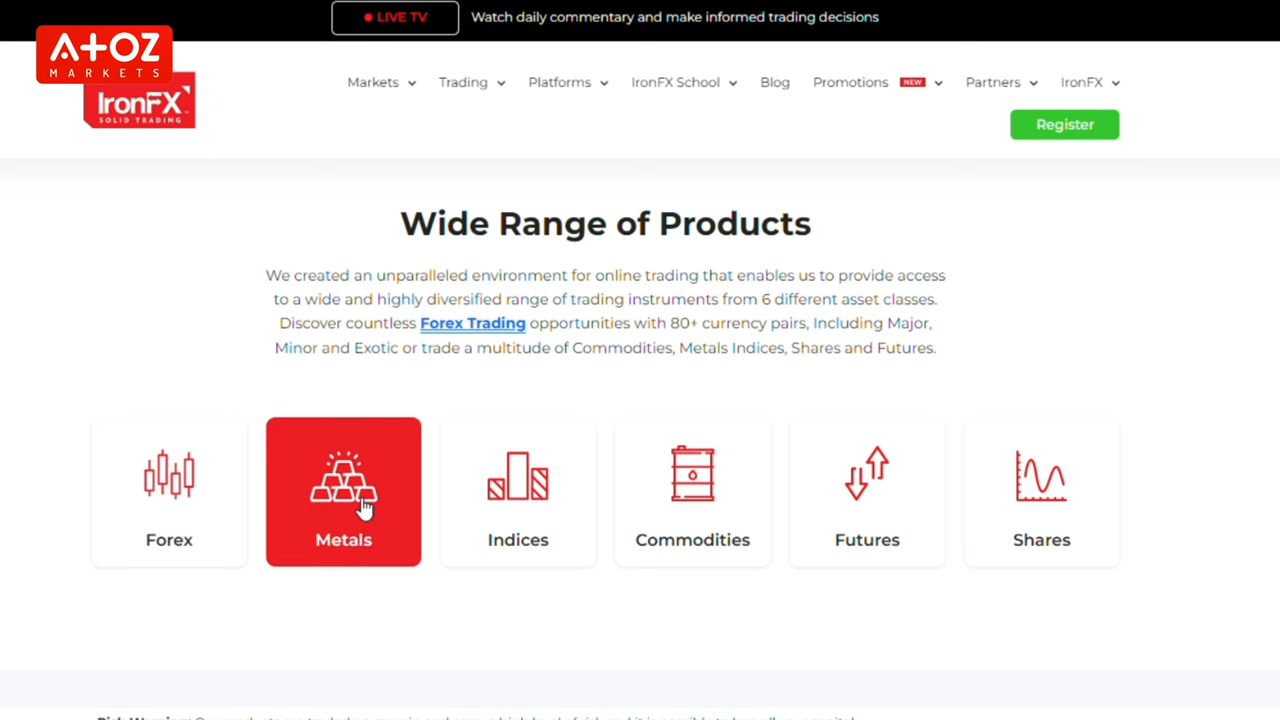 LIVE TV Watch daily commentary and make informed trading decisions
A+OZ
MARKETS
IronFX
SOLID TRADING
Markets Trading Platforms IronFX School Blog Promotions NEW Partners IronFX
Register
Wide Range of Products
We created an unparalleled environment for online trading that enables us to provide access
to a wide and highly diversified range of trading instruments from 6 different asset classes.
Discover countless Forex Trading opportunities with 80+ currency pairs, Including Major,
Minor and Exotic or trade a multitude of Commodities, Metals Indices, Shares and Futures.
Forex Metals Indices Commodities Futures Shares